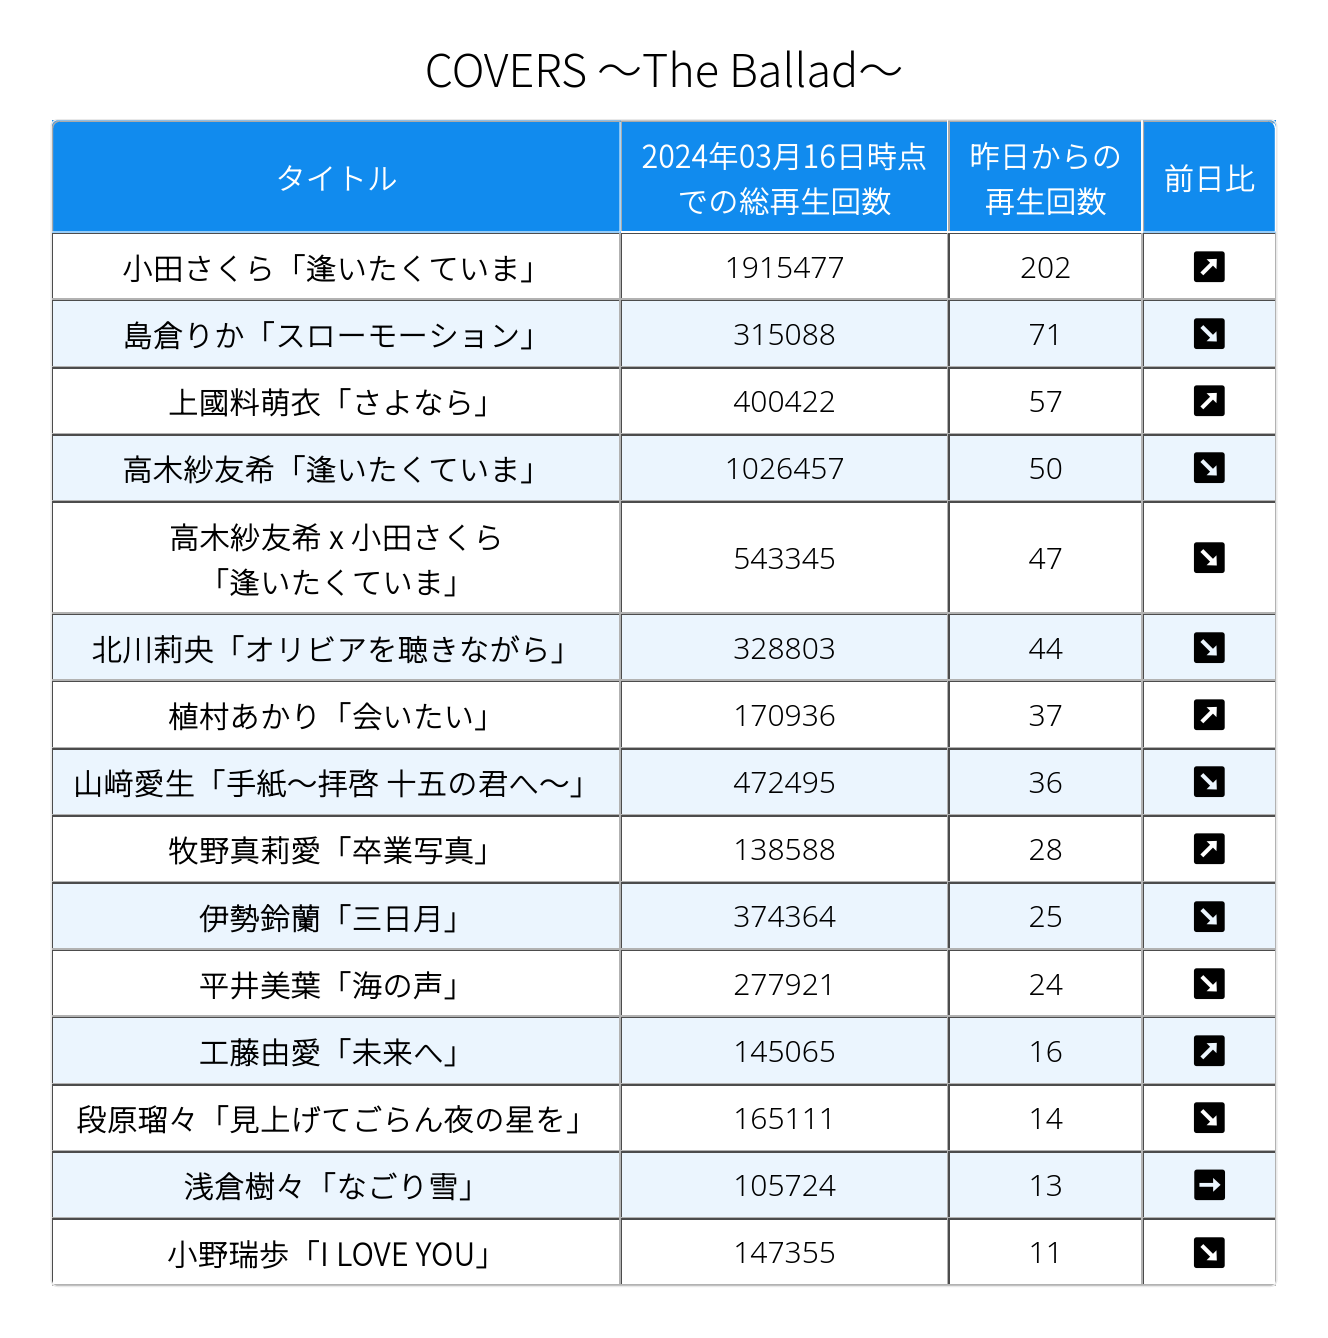 COVERS ～The Ballad～
タイトル
2024年03月16日時点
での総再生回数
昨日からの
再生回数
前日比
小田さくら「逢いたくていま」 1915477 202 ↗
島倉りか「スローモーション」 315088 71 ↘
上國料萌衣「さよなら」 400422 57 ↗
高木紗友希「逢いたくていま」 1026457 50 ↘
高木紗友希 x 小田さくら
「逢いたくていま」 543345 47 ↘
北川莉央「オリビアを聴きながら」 328803 44 ↘
植村あかり「会いたい」 170936 37 ↗
山﨑愛生「手紙～拝啓 十五の君へ～」 472495 36 ↘
牧野真莉愛「卒業写真」 138588 28 ↗
伊勢鈴蘭「三日月」 374364 25 ↘
平井美葉「海の声」 277921 24 ↘
工藤由愛「未来へ」 145065 16 ↗
段原瑠々「見上げてごらん夜の星を」 165111 14 ↘
浅倉樹々「なごり雪」 105724 13 →
小野瑞歩「I LOVE YOU」 147355 11 ↘